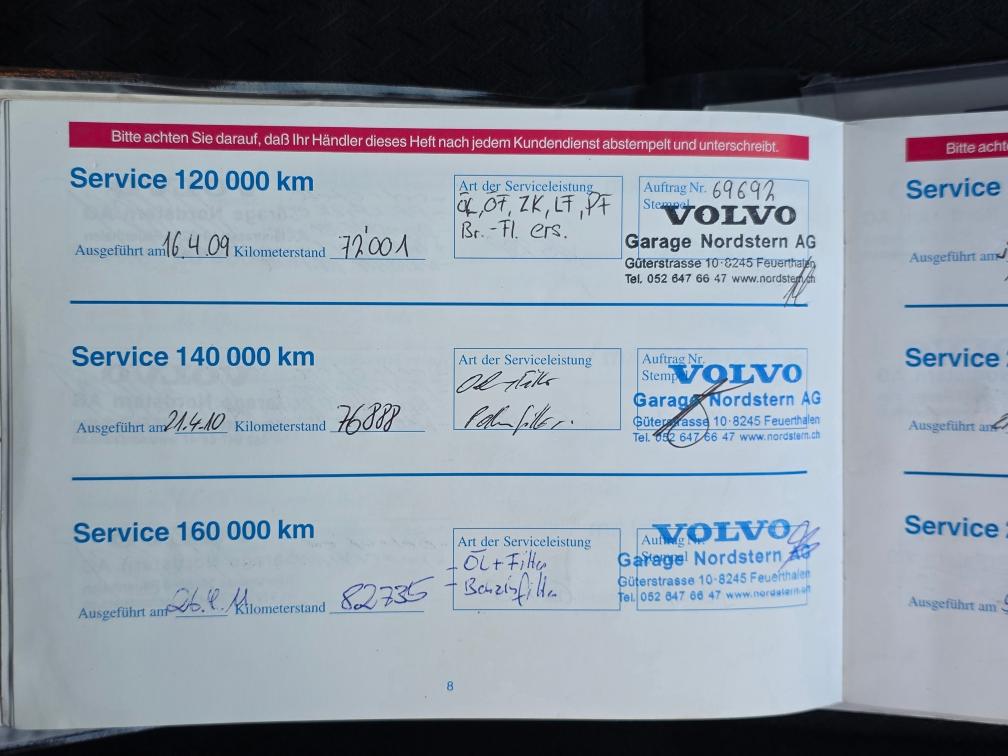 Bitte achten Sie darauf, daß Ihr Händler dieses Heft nach jedem Kundendienst abstempelt und unterschreibt.
Service 120 000 km
Ausgeführt am 16.4.09 Kilometerstand 72'001
Art der Serviceleistung
ÖL, ÖF, ZK, LF, PF
Br.-Fl. ers.
Auftrag Nr. 69692
Stempel
VOLVO
Garage Nordstern AG
Güterstrasse 10·8245 Feuerthalen
Tel. 052 647 66 47 www.nordstern.ch
Service 140 000 km
Ausgeführt am 21.4.10 Kilometerstand 76888
Art der Serviceleistung
Öl + Filter
Pollenfilter.
Auftrag Nr.
Stempel
VOLVO
Garage Nordstern AG
Güterstrasse 10·8245 Feuerthalen
Tel. 052 647 66 47 www.nordstern.ch
Service 160 000 km
Ausgeführt am 26.4.11 Kilometerstand 82735
Art der Serviceleistung
- ÖL + Filter
- Benzinfilter
Auftrag Nr.
Stempel
VOLVO
Garage Nordstern AG
Güterstrasse 10·8245 Feuerthalen
Tel. 052 647 66 47 www.nordstern.ch
8
Bitte acht
Service
Ausgeführt am
Service
Ausgeführt am
Service
Ausgeführt am